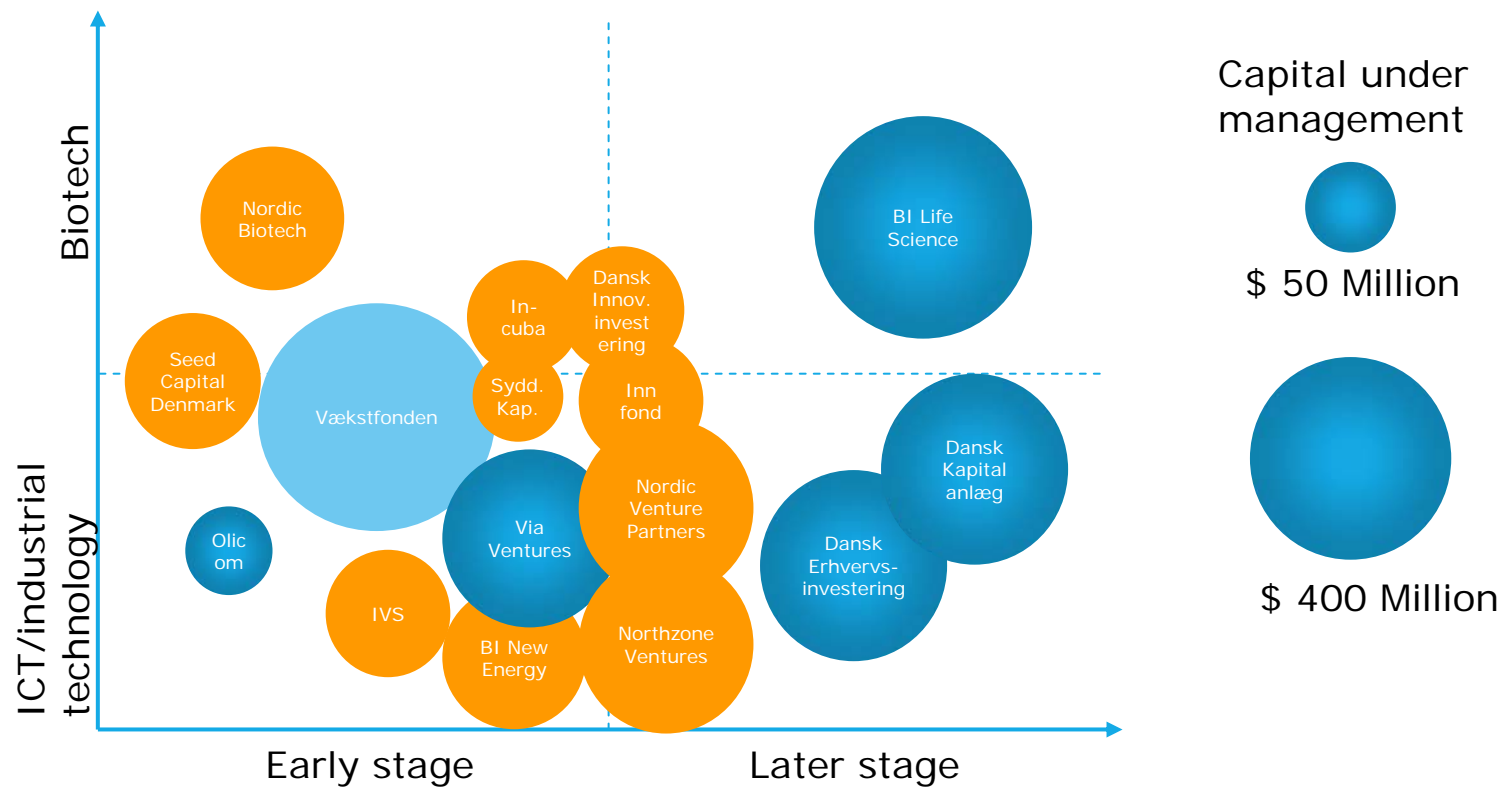 Biotech
ICT/industrial
technology
Nordic
Biotech
Seed
Capital
Denmark
Vækstfonden
In-
cuba
Dansk
Innov.
invest
ering
Sydd.
Kap.
Inn
fond
Olic
om
IVS
Via
Ventures
BI New
Energy
Nordic
Venture
Partners
Northzone
Ventures
BI Life
Science
Dansk
Kapital
anlæg
Dansk
Erhvervs-
investering
Early stage
Later stage
Capital under
management
$ 50 Million
$ 400 Million